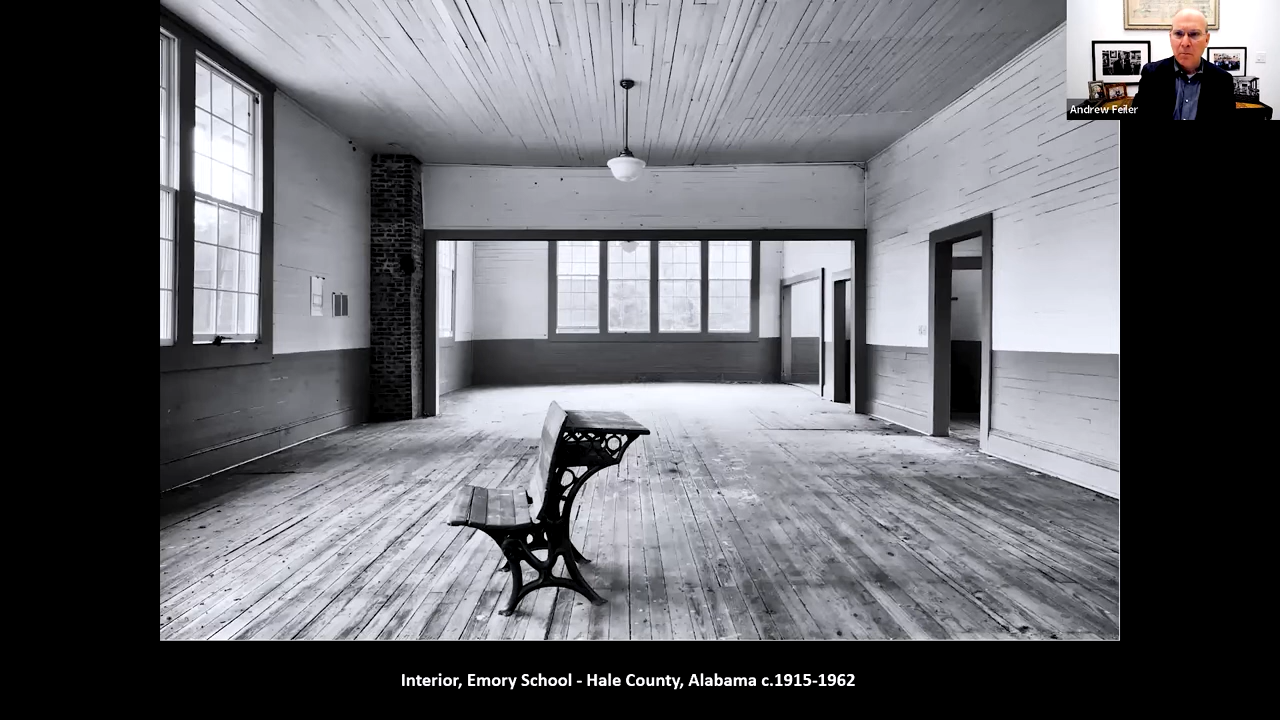 Andrew Feiler
Interior, Emory School - Hale County, Alabama c.1915-1962